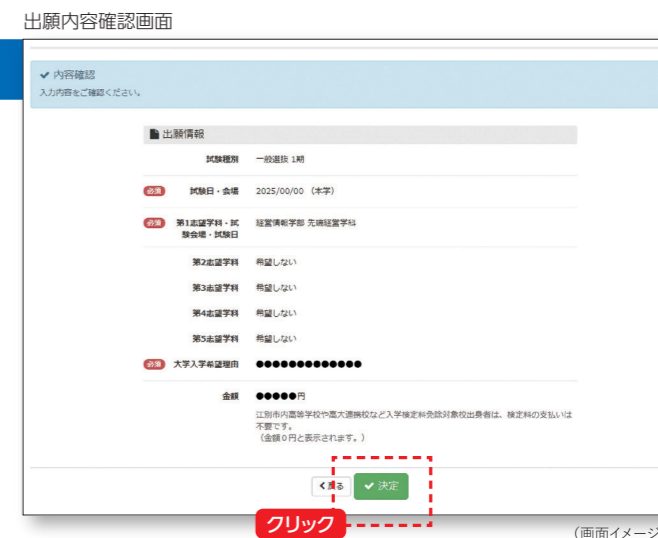 出願内容確認画面
✔ 内容確認
入力内容をご確認ください。
出願情報
試験種別 一般選抜 1期
必須 試験日・会場 2025/00/00 (本学)
必須 第1志望学科・試験会場・試験日 経営情報学部 先端経営学科
第2志望学科 希望しない
第3志望学科 希望しない
第4志望学科 希望しない
第5志望学科 希望しない
必須 大学入学希望理由 ●●●●●●●●●●●●●
金額 ●●●●●円
江別市内高等学校や高大連携校など入学検定料免除対象校出身者は、検定料の支払いは
不要です。
(金額0円と表示されます。)
戻る ✔ 決定
クリック
(画面イメージ